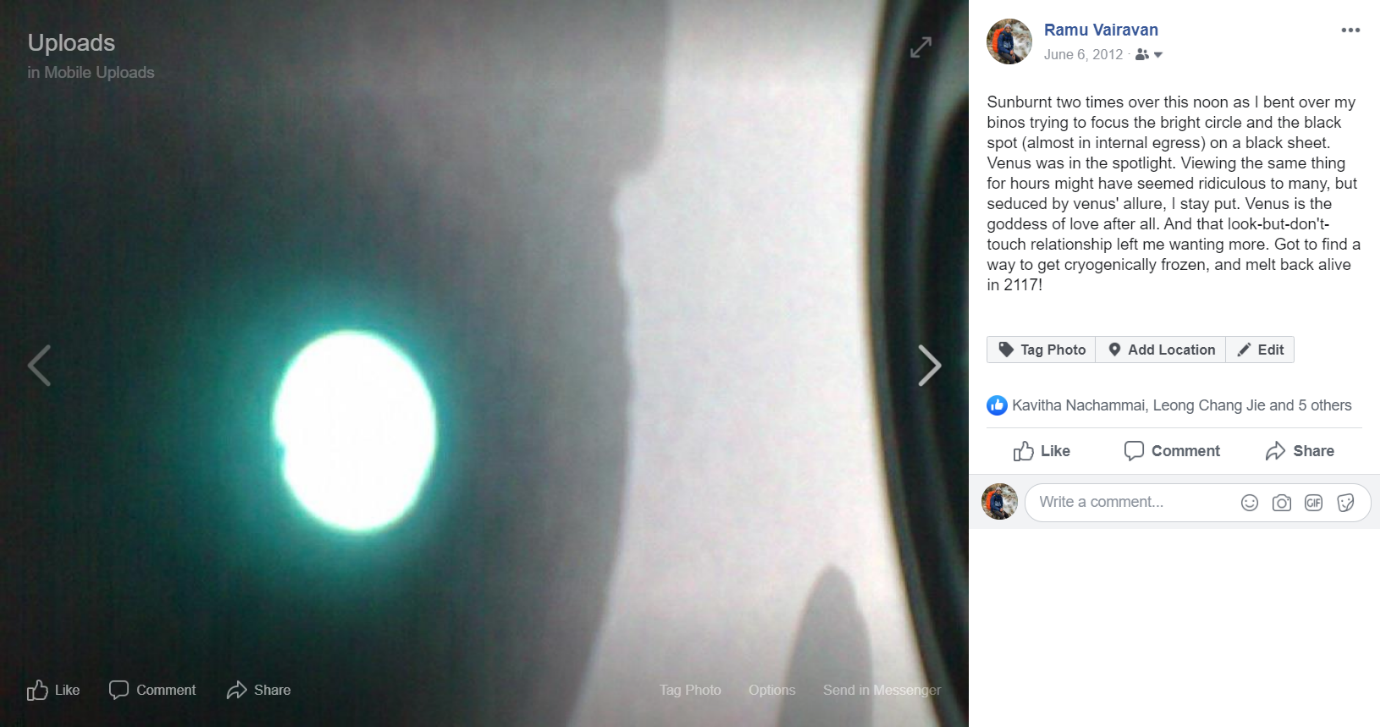 Uploads
in Mobile Uploads
Like Comment Share
Tag Photo Options Send in Messenger
Ramu Vairavan
June 6, 2012
Sunburnt two times over this noon as I bent over my
binos trying to focus the bright circle and the black
spot (almost in internal egress) on a black sheet.
Venus was in the spotlight. Viewing the same thing
for hours might have seemed ridiculous to many, but
seduced by venus' allure, I stay put. Venus is the
goddess of love after all. And that look-but-don't-
touch relationship left me wanting more. Got to find a
way to get cryogenically frozen, and melt back alive
in 2117!
Tag Photo Add Location Edit
Kavitha Nachammai, Leong Chang Jie and 5 others
Like Comment Share
Write a comment...
GIF